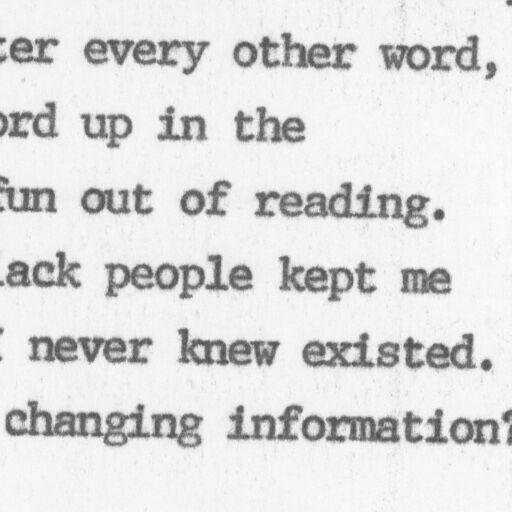 ter every other word,
ord up in the
fun out of reading.
lack people kept me
I never knew existed.
changing information?